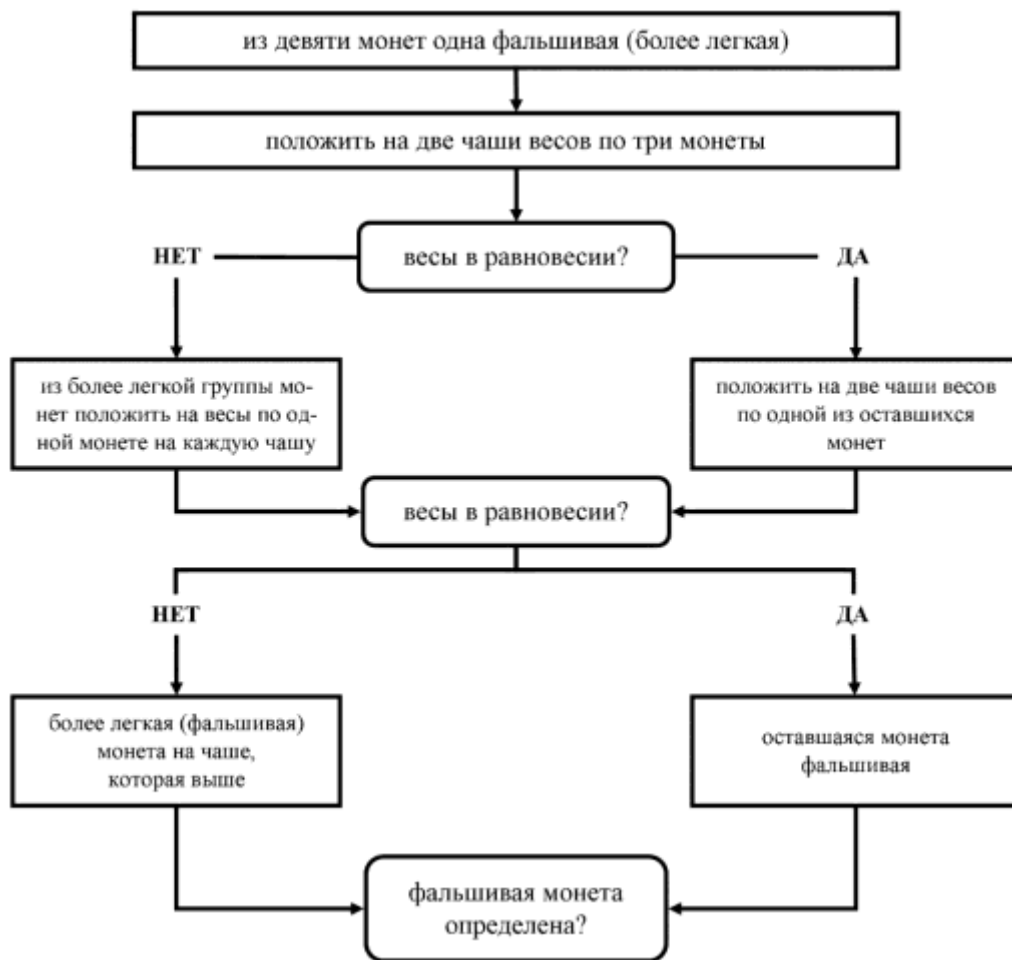 из девяти монет одна фальшивая (более легкая)
положить на две чаши весов по три монеты
весы в равновесии?
НЕТ
ДА
из более легкой группы мо-
нет положить на весы по од-
ной монете на каждую чашу
положить на две чаши весов
по одной из оставшихся
монет
весы в равновесии?
НЕТ
ДА
более легкая (фальшивая)
монета на чаше,
которая выше
оставшаяся монета
фальшивая
фальшивая монета
определена?